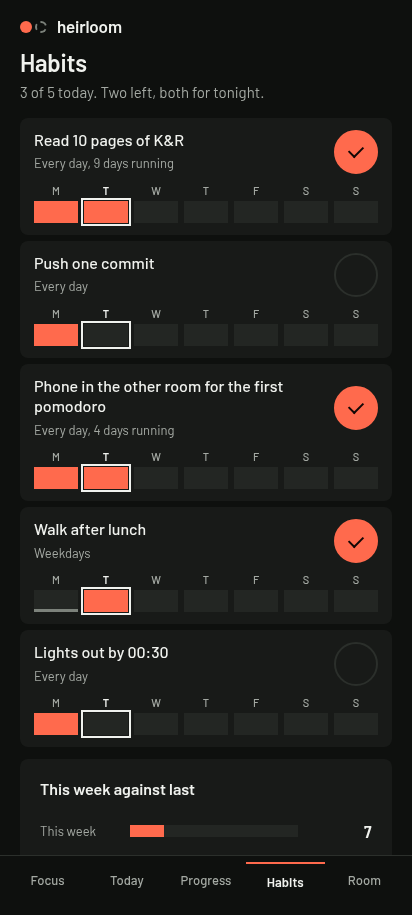 heirloom
Habits
3 of 5 today. Two left, both for tonight.
Read 10 pages of K&R
Every day, 9 days running
M T W T F S S
Push one commit
Every day
M T W T F S S
Phone in the other room for the first
pomodoro
Every day, 4 days running
M T W T F S S
Walk after lunch
Weekdays
M T W T F S S
Lights out by 00:30
Every day
M T W T F S S
This week against last
This week 7
Focus Today Progress Habits Room